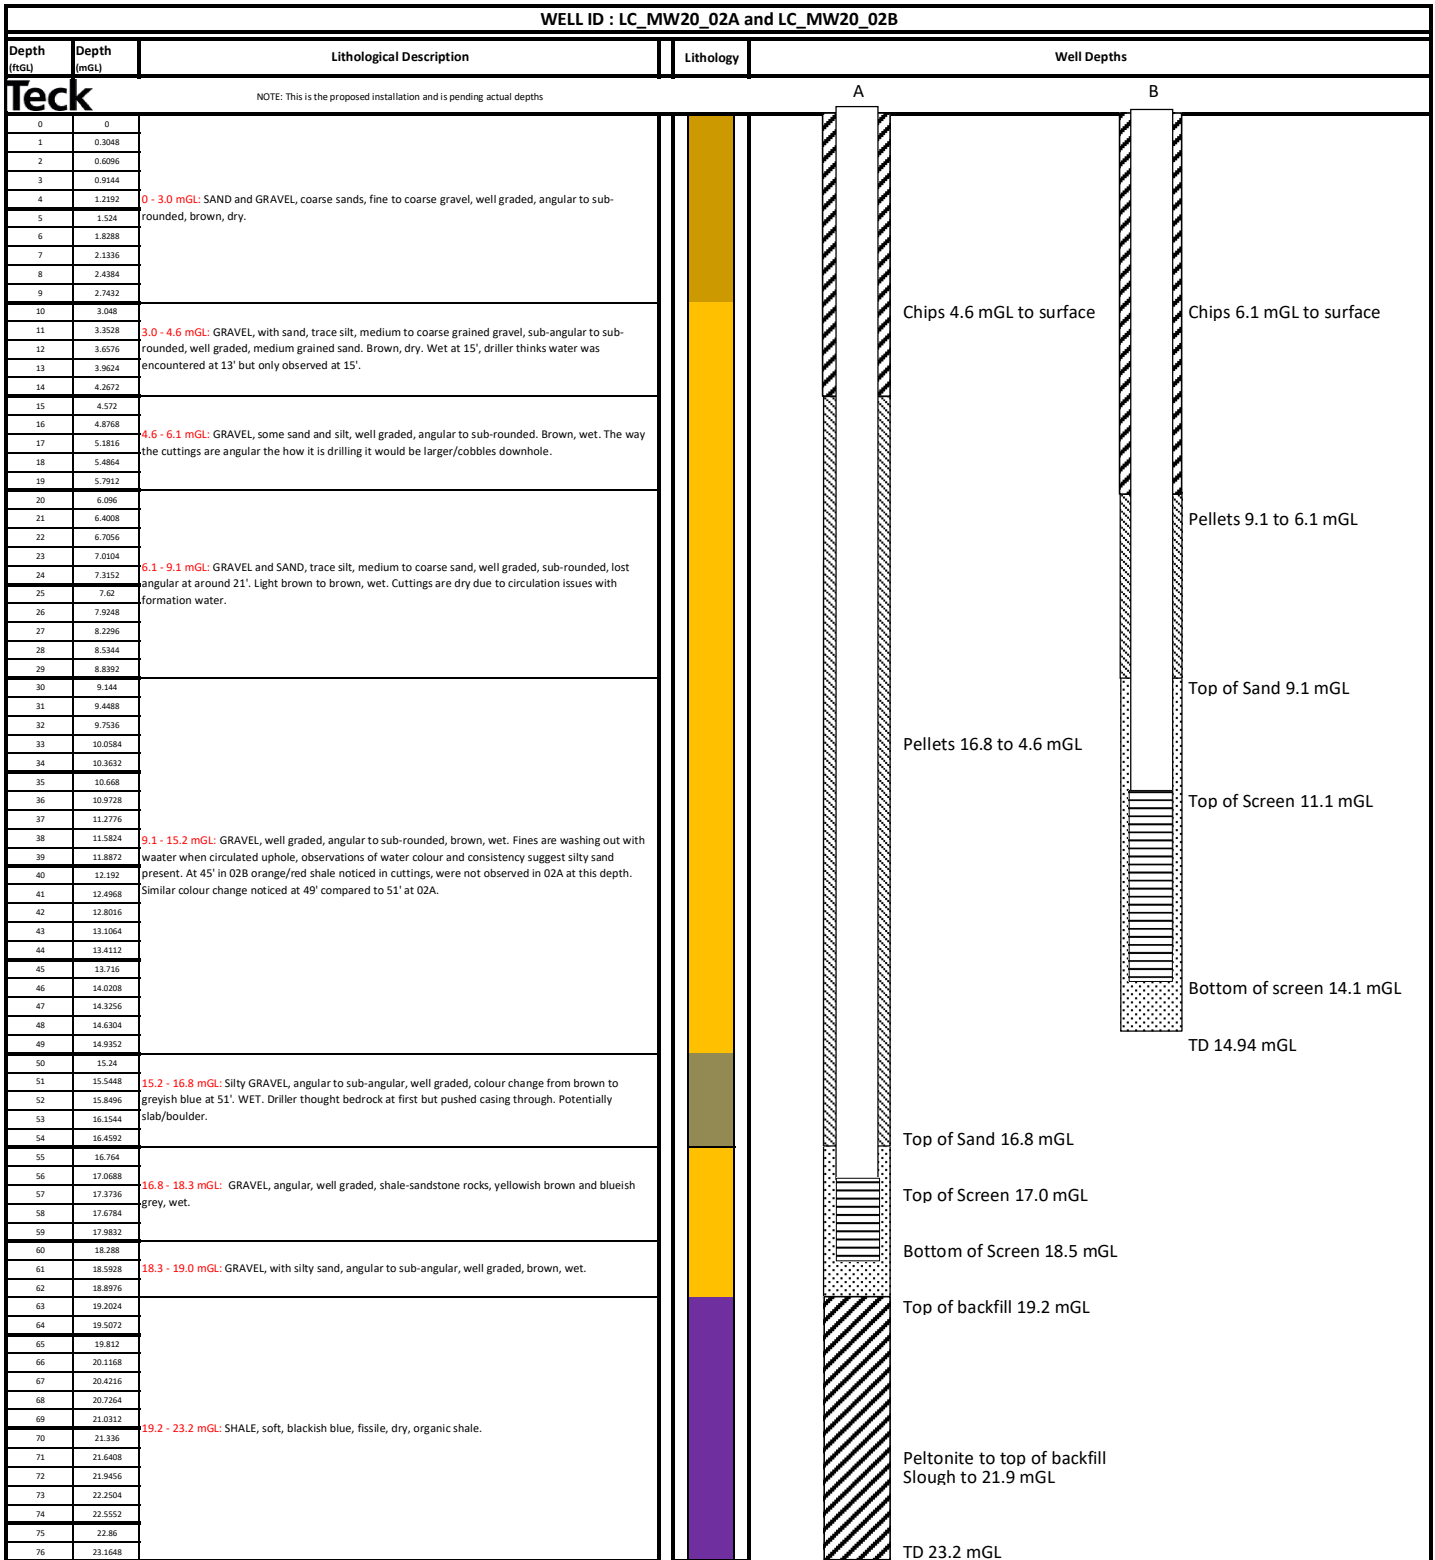 WELL ID : LC_MW20_02A and LC_MW20_02B
Depth (ftGL) Depth (mGL) Lithological Description Lithology Well Depths
Teck NOTE: This is the proposed installation and is pending actual depths A B
0 0
1 0.3048
2 0.6096
3 0.9144
4 1.2192
0 - 3.0 mGL: SAND and GRAVEL, coarse sands, fine to coarse gravel, well graded, angular to sub-
rounded, brown, dry.
5 1.524
6 1.8288
7 2.1336
8 2.4384
9 2.7432
10 3.048
Chips 4.6 mGL to surface
Chips 6.1 mGL to surface
11 3.3528
3.0 - 4.6 mGL: GRAVEL, with sand, trace silt, medium to coarse grained gravel, sub-angular to sub-
rounded, well graded, medium grained sand. Brown, dry. Wet at 15', driller thinks water was
encountered at 13' but only observed at 15'.
12 3.6576
13 3.9624
14 4.2672
15 4.572
16 4.8768
4.6 - 6.1 mGL: GRAVEL, some sand and silt, well graded, angular to sub-rounded. Brown, wet. The way
the cuttings are angular the how it is drilling it would be larger/cobbles downhole.
17 5.1816
18 5.4864
19 5.7912
20 6.096
21 6.4008
Pellets 9.1 to 6.1 mGL
22 6.7056
23 7.0104
6.1 - 9.1 mGL: GRAVEL and SAND, trace silt, medium to coarse sand, well graded, sub-rounded, lost
angular at around 21'. Light brown to brown, wet. Cuttings are dry due to circulation issues with
formation water.
24 7.3152
25 7.62
26 7.9248
27 8.2296
28 8.5344
29 8.8392
30 9.144
Top of Sand 9.1 mGL
31 9.4488
32 9.7536
33 10.0584
Pellets 16.8 to 4.6 mGL
34 10.3632
35 10.668
36 10.9728
Top of Screen 11.1 mGL
37 11.2776
38 11.5824
9.1 - 15.2 mGL: GRAVEL, well graded, angular to sub-rounded, brown, wet. Fines are washing out with
waater when circulated uphole, observations of water colour and consistency suggest silty sand
present. At 45' in 02B orange/red shale noticed in cuttings, were not observed in 02A at this depth.
Similar colour change noticed at 49' compared to 51' at 02A.
39 11.8872
40 12.192
41 12.4968
42 12.8016
43 13.1064
44 13.4112
45 13.716
46 14.0208
Bottom of screen 14.1 mGL
47 14.3256
48 14.6304
49 14.9352
TD 14.94 mGL
50 15.24
51 15.5448
15.2 - 16.8 mGL: Silty GRAVEL, angular to sub-angular, well graded, colour change from brown to
greyish blue at 51'. WET. Driller thought bedrock at first but pushed casing through. Potentially
slab/boulder.
52 15.8496
53 16.1544
54 16.4592
Top of Sand 16.8 mGL
55 16.764
56 17.0688
16.8 - 18.3 mGL: GRAVEL, angular, well graded, shale-sandstone rocks, yellowish brown and blueish
grey, wet.
57 17.3736
Top of Screen 17.0 mGL
58 17.6784
59 17.9832
60 18.288
Bottom of Screen 18.5 mGL
61 18.5928
18.3 - 19.0 mGL: GRAVEL, with silty sand, angular to sub-angular, well graded, brown, wet.
62 18.8976
63 19.2024
Top of backfill 19.2 mGL
64 19.5072
65 19.812
66 20.1168
67 20.4216
68 20.7264
69 21.0312
19.2 - 23.2 mGL: SHALE, soft, blackish blue, fissile, dry, organic shale.
70 21.336
71 21.6408
Peltonite to top of backfill
72 21.9456
Slough to 21.9 mGL
73 22.2504
74 22.5552
75 22.86
76 23.1648
TD 23.2 mGL